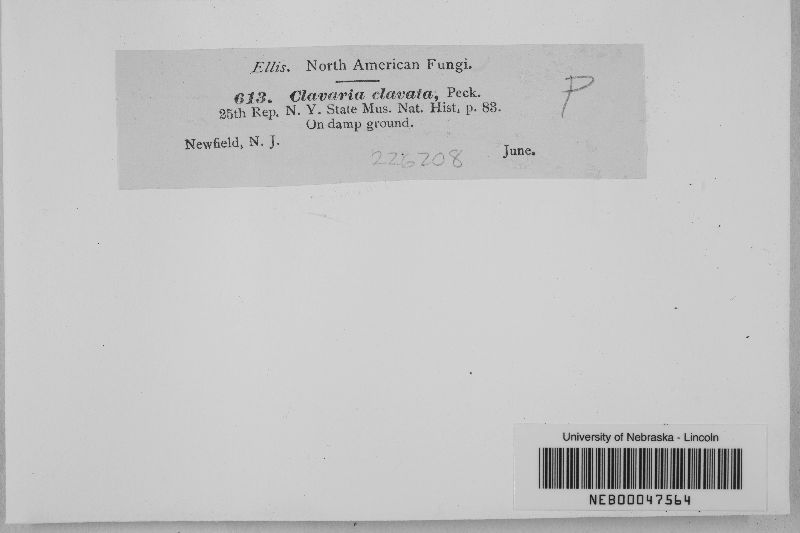 Ellis. North American Fungi.
613. Clavaria clavata, Peck.
25th Rep. N. Y. State Mus. Nat. Hist, p. 83.
On damp ground.
Newfield, N. J.
June.
226208
P
University of Nebraska - Lincoln
NEB00047564